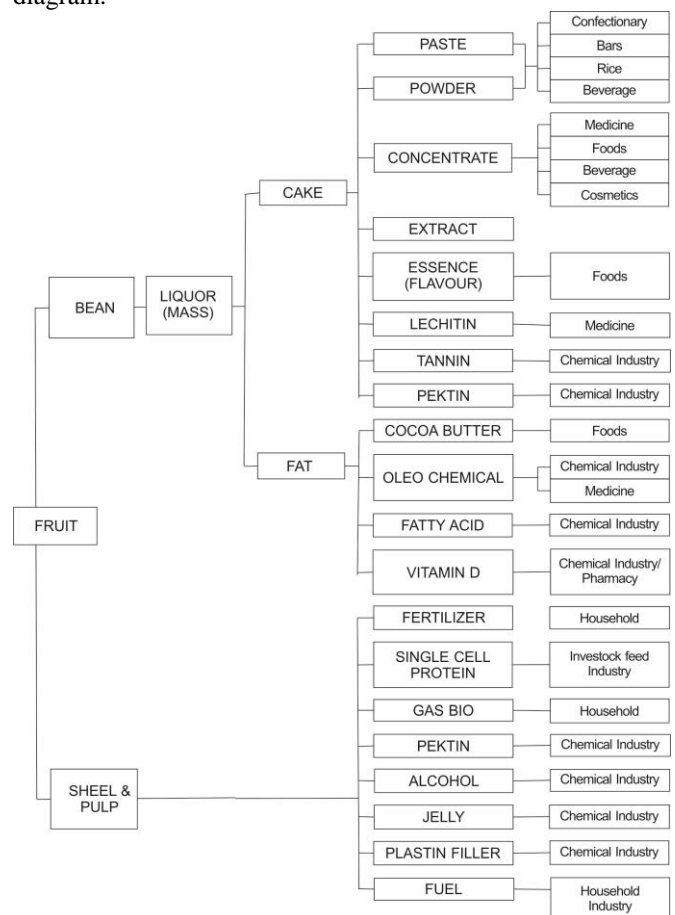 diagram.
Confectionary
PASTE
Bars
Rice
POWDER
Beverage
Medicine
Foods
CONCENTRATE
Beverage
CAKE
Cosmetics
EXTRACT
ESSENCE
(FLAVOUR)
Foods
BEAN
LIQUOR
(MASS)
LECHITIN
Medicine
TANNIN
Chemical Industry
PEKTIN
Chemical Industry
COCOA BUTTER
Foods
FAT
OLEO CHEMICAL
Chemical Industry
Medicine
FRUIT
FATTY ACID
Chemical Industry
VITAMIN D
Chemical Industry/
Pharmacy
FERTILIZER
Household
SINGLE CELL
PROTEIN
Investock feed
Industry
GAS BIO
Household
PEKTIN
Chemical Industry
SHEEL &
PULP
ALCOHOL
Chemical Industry
JELLY
Chemical Industry
PLASTIN FILLER
Chemical Industry
FUEL
Household
Industry